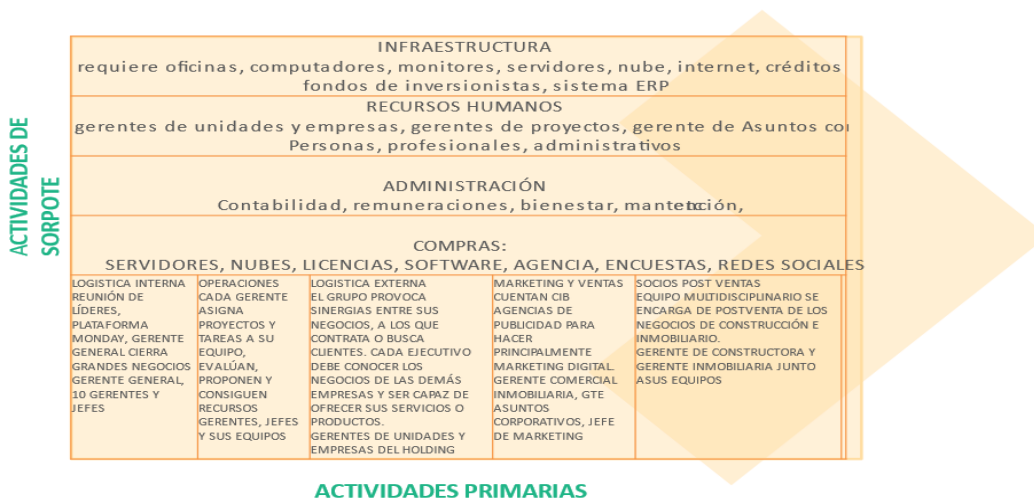 INFRAESTRUCTURA
requiere oficinas, computadores, monitores, servidores, nube, internet, créditos
fondos de inversionistas, sistema ERP
RECURSOS HUMANOS
gerentes de unidades y empresas, gerentes de proyectos, gerente de Asuntos
Personas, profesionales, administrativos
ACTIVIDADES DE
SORPOTE
ADMINISTRACIÓN
Contabilidad, remuneraciones, bienestar,
COMPRAS:
SERVIDORES, NUBES, LICENCIAS, SOFTWARE, AGENCIA, ENCUESTAS, REDES SOCIALES
LOGISTICA INTERNA
REUNIÓN DE
LÍDERES,
PLATAFORMA
MONDAY, GERENTE
GENERAL CIERRA
GRANDES NEGOCIOS
GERENTE GENERAL,
10 GERENTES Y
JEFES
OPERACIONES
CADA GERENTE
ASIGNA
PROYECTOS Y
TAREAS A SU
EQUIPO,
EVALÚAN,
PROPONEN Y
CONSIGUEN
RECURSOS
GERENTES, JEFES
Y SUS EQUIPOS
LOGISTICA EXTERNA
EL GRUPO PROVOCA
SINERGIAS ENTRE SUS
NEGOCIOS, A LOS QUE
CONTRATA O BUSCA
CLIENTES. CADA EJECUTIVO
DEBE CONOCER LOS
NEGOCIOS DE LAS DEMÁS
EMPRESAS Y SER CAPAZ DE
OFRECER SUS SERVICIOS O
PRODUCTOS.
GERENTES DE UNIDADES Y
EMPRESAS DEL HOLDING
MARKETING Y VENTAS
CUENTAN CIB
AGENCIAS DE
PUBLICIDAD PARA
HACER
PRINCIPALMENTE
MARKETING DIGITAL.
GERENTE COMERCIAL
INMOBILIARIA, GTE
ASUNTOS
CORPORATIVOS, JEFE
DE MARKETING
SOCIOS POST VENTAS
EQUIPO MULTIDISCIPLINARIO SE
ENCARGA DE POSTVENTA DE LOS
NEGOCIOS DE CONSTRUCCIÓN E
INMOBILIARIO.
GERENTE DE CONSTRUCTORA Y
GERENTE INMOBILIARIA JUNTO
ASUS EQUIPOS
ACTIVIDADES PRIMARIAS